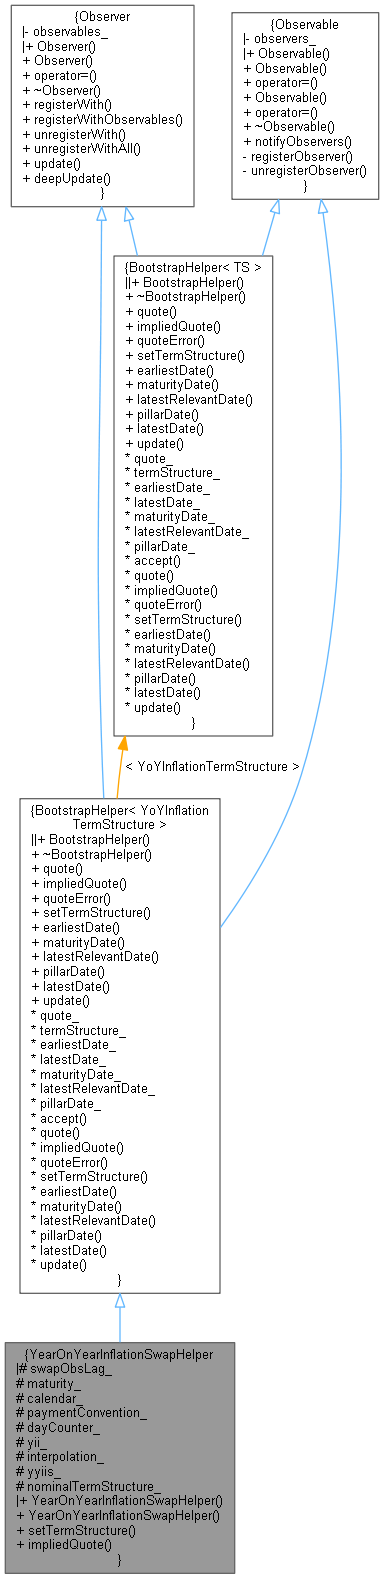 {Observer
|- observables_
|+ Observer()
+ Observer()
+ operator=()
+ ~Observer()
+ registerWith()
+ registerWithObservables()
+ unregisterWith()
+ unregisterWithAll()
+ update()
+ deepUpdate()
}
{Observable
|- observers_
|+ Observable()
+ Observable()
+ operator=()
+ Observable()
+ operator=()
+ ~Observable()
+ notifyObservers()
- registerObserver()
- unregisterObserver()
}
{BootstrapHelper< TS >
||+ BootstrapHelper()
+ ~BootstrapHelper()
+ quote()
+ impliedQuote()
+ quoteError()
+ setTermStructure()
+ earliestDate()
+ maturityDate()
+ latestRelevantDate()
+ pillarDate()
+ latestDate()
+ update()
* quote_
* termStructure_
* earliestDate_
* latestDate_
* maturityDate_
* latestRelevantDate_
* pillarDate_
* accept()
* quote()
* impliedQuote()
* quoteError()
* setTermStructure()
* earliestDate()
* maturityDate()
* latestRelevantDate()
* pillarDate()
* latestDate()
* update()
}
< YoYInflationTermStructure >
{BootstrapHelper< YoYInflation
TermStructure >
||+ BootstrapHelper()
+ ~BootstrapHelper()
+ quote()
+ impliedQuote()
+ quoteError()
+ setTermStructure()
+ earliestDate()
+ maturityDate()
+ latestRelevantDate()
+ pillarDate()
+ latestDate()
+ update()
* quote_
* termStructure_
* earliestDate_
* latestDate_
* maturityDate_
* latestRelevantDate_
* pillarDate_
* accept()
* quote()
* impliedQuote()
* quoteError()
* setTermStructure()
* earliestDate()
* maturityDate()
* latestRelevantDate()
* pillarDate()
* latestDate()
* update()
}
{YearOnYearInflationSwapHelper
|# swapObsLag_
# maturity_
# calendar_
# paymentConvention_
# dayCounter_
# yii_
# interpolation_
# yyiis_
# nominalTermStructure_
|+ YearOnYearInflationSwapHelper()
+ YearOnYearInflationSwapHelper()
+ setTermStructure()
+ impliedQuote()
}